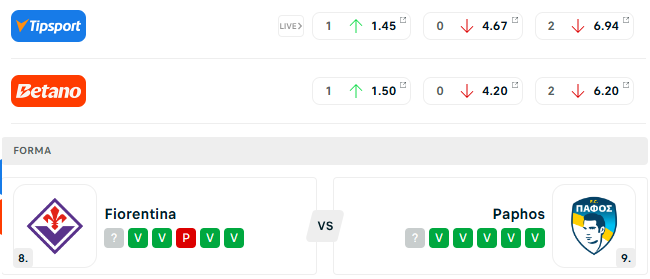 Tipsport LIVE 1 1.45 0 4.67 2 6.94
Betano 1 1.50 0 4.20 2 6.20
FORMA
Fiorentina
? V V P V V
8.
VS
Paphos
? V V V V V
F.C.
ΠΑΦΟΣ
9.